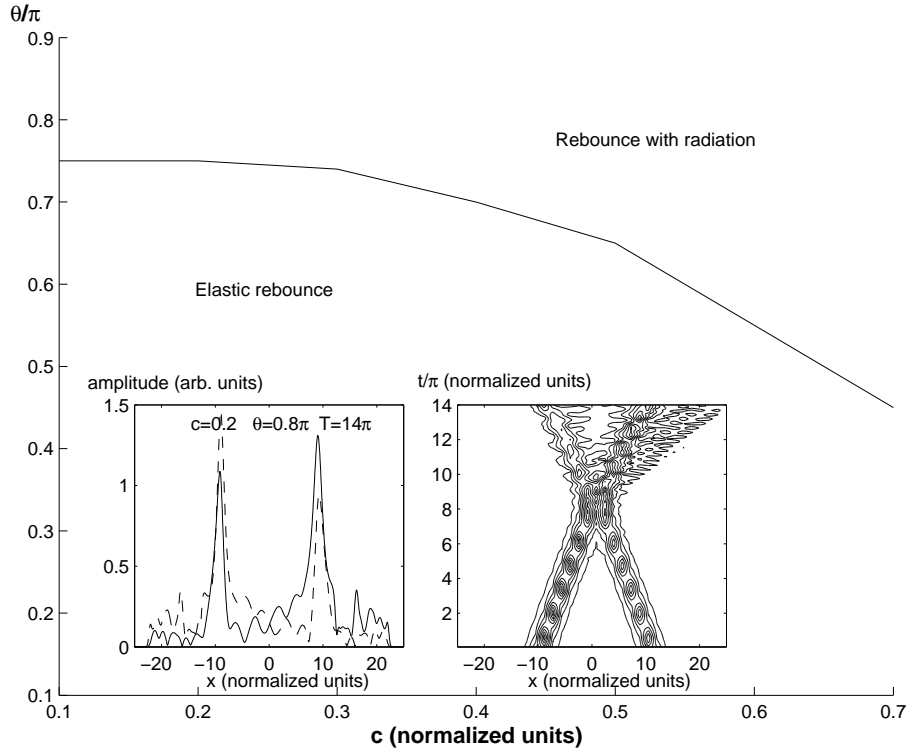 θ/π
0.9
0.8
0.7
0.6
0.5
0.4
0.3
0.2
0.1
Rebounce with radiation
Elastic rebounce
amplitude (arb. units)
1.5
1
0.5
0
c=0.2 θ=0.8π T=14π
−20 −10 0 10 20
x (normalized units)
t/π (normalized units)
14
12
10
8
6
4
2
−20 −10 0 10 20
x (normalized units)
0.1 0.2 0.3 0.4 0.5 0.6 0.7
c (normalized units)